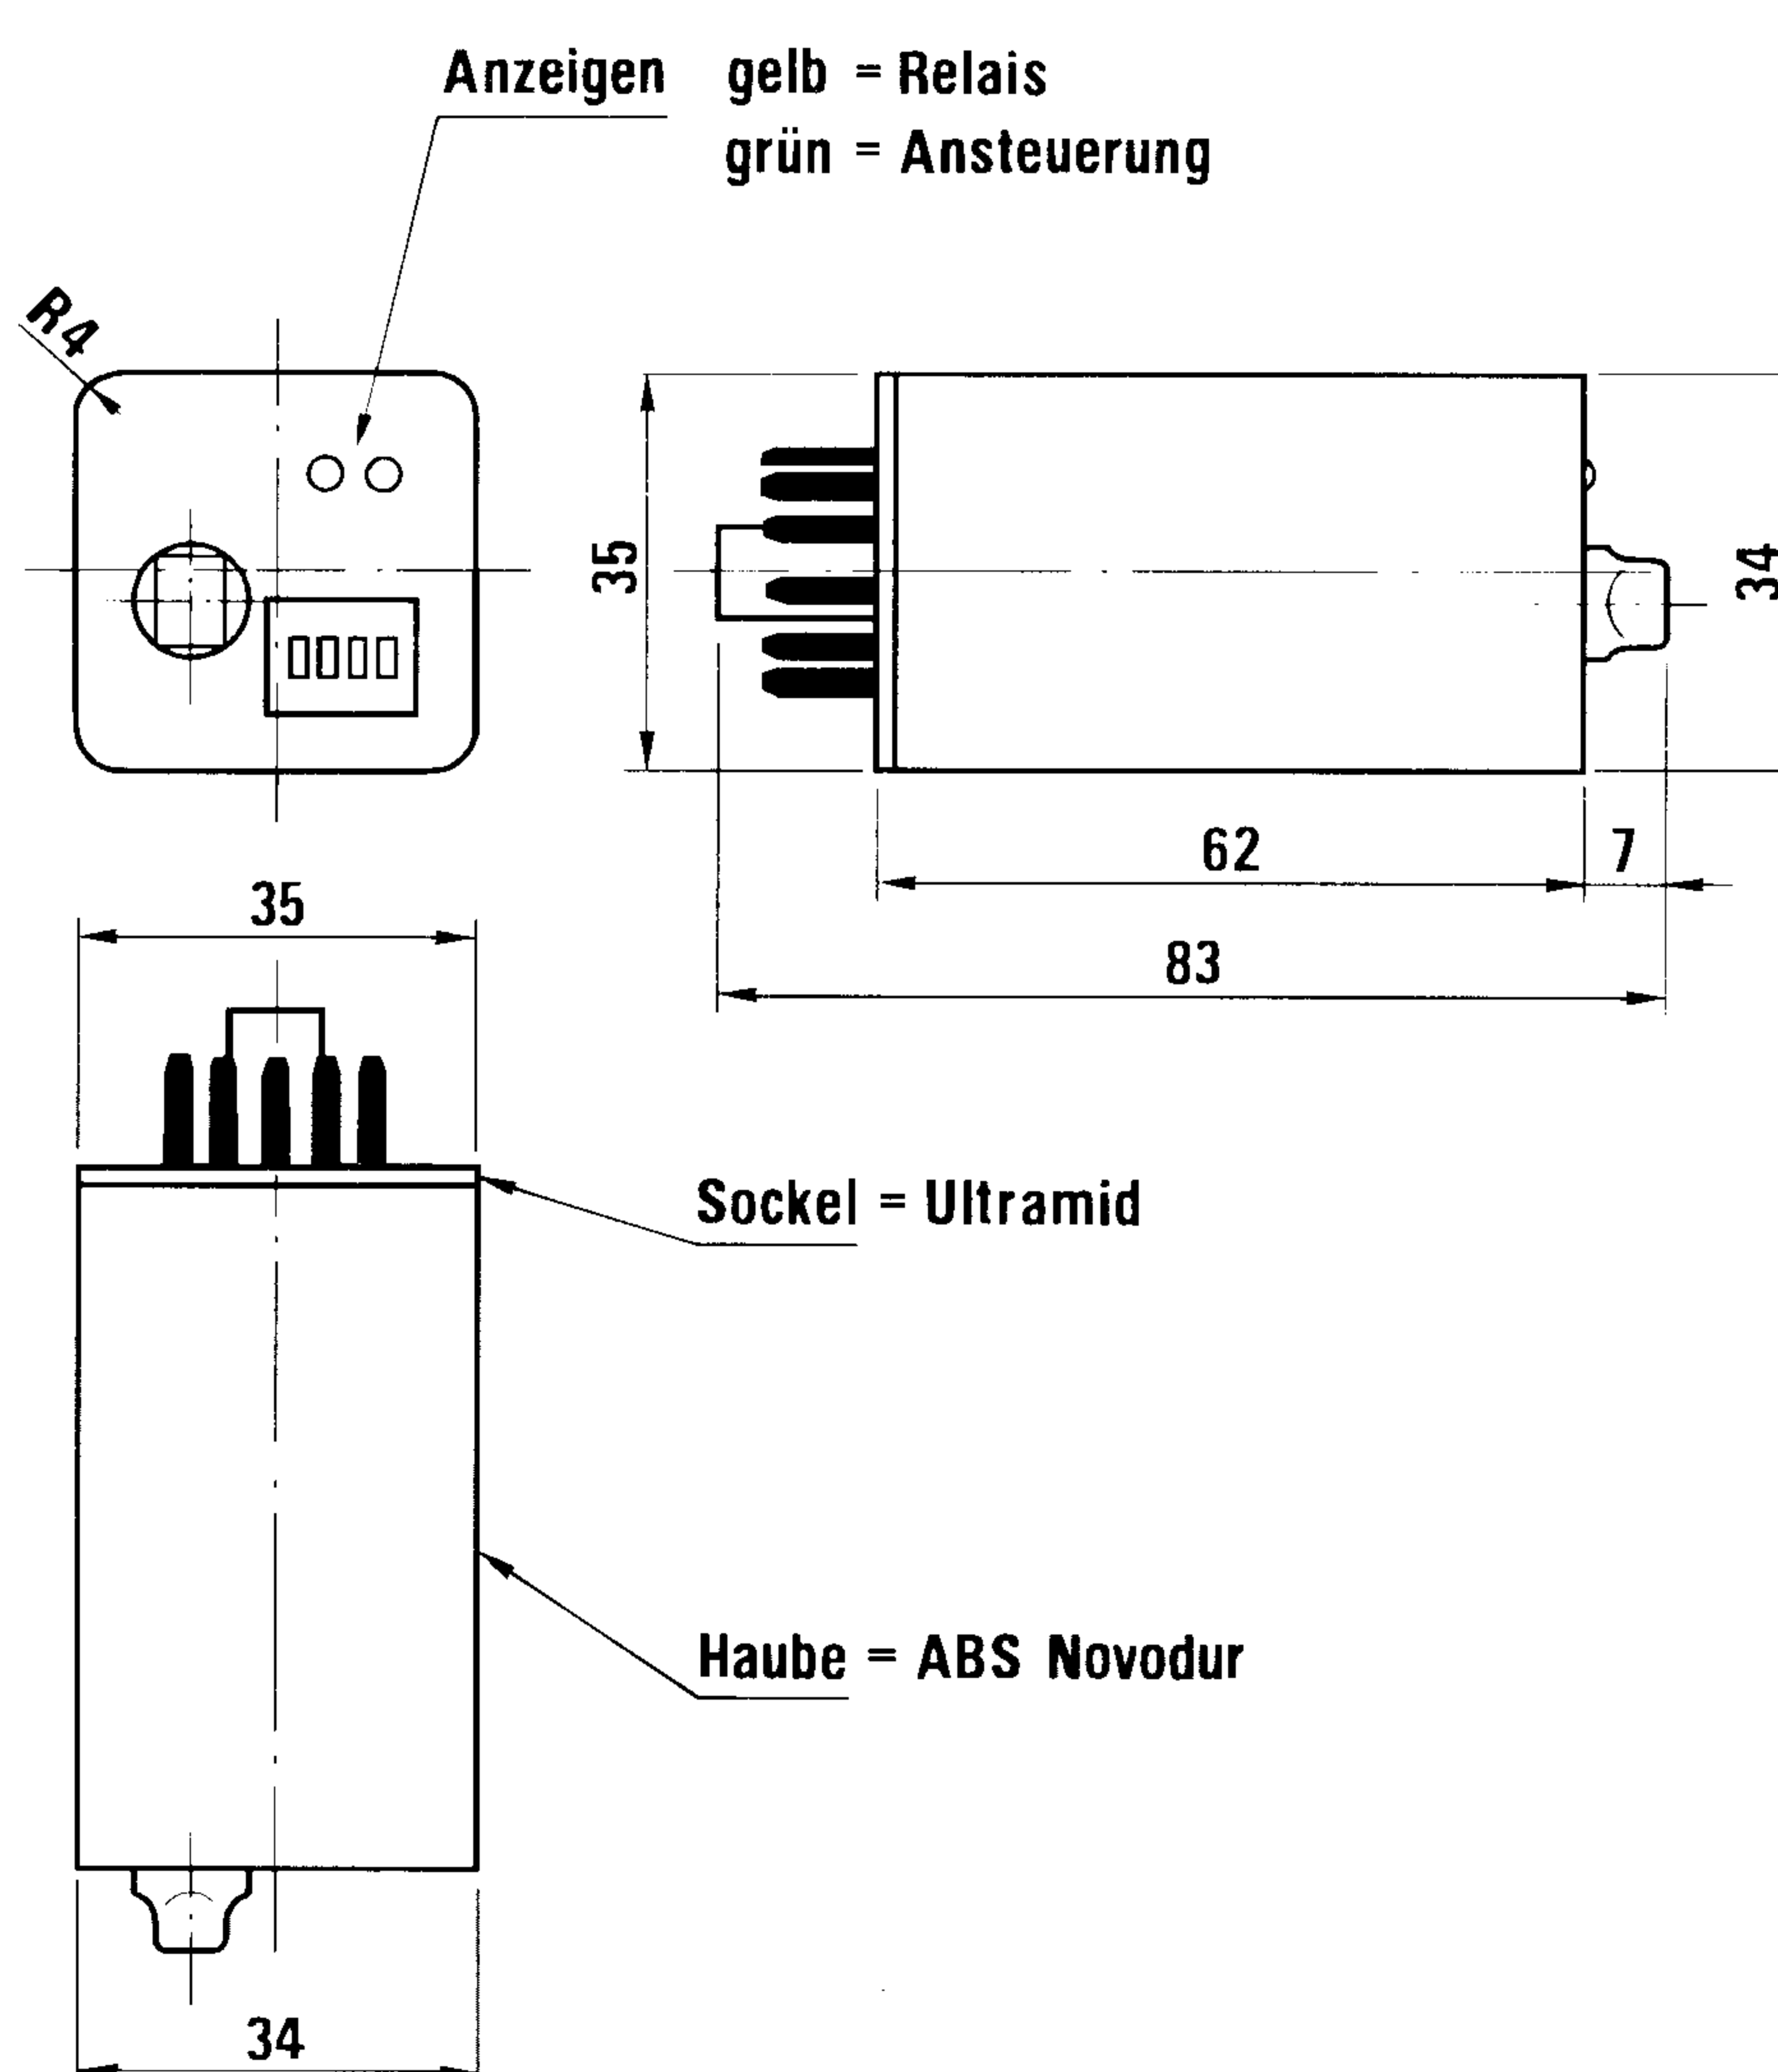 Anzeigen gelb = Relais
grün = Ansteuerung
R4
35
34
62
7
83
35
Sockel = Ultramid
Haube = ABS Novodur
34